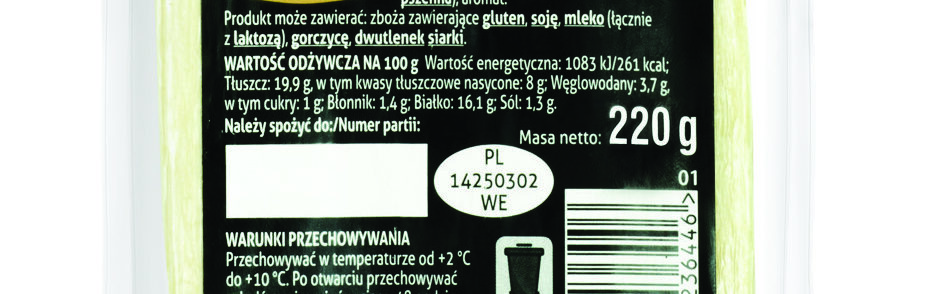 pszenna), aromat.
Produkt może zawierać: zboża zawierające gluten, soję, mleko (łącznie
z laktozą), gorczycę, dwutlenek siarki.
WARTOŚĆ ODŻYWCZA NA 100 g Wartość energetyczna: 1083 kJ/261 kcal;
Tłuszcz: 19,9 g, w tym kwasy tłuszczowe nasycone: 8 g; Węglowodany: 3,7 g,
w tym cukry: 1 g; Błonnik: 1,4 g; Białko: 16,1 g; Sól: 1,3 g.
Należy spożyć do:/Numer partii:
Masa netto: 220 g
PL
14250302
WE
01
236446>
WARUNKI PRZECHOWYWANIA
Przechowywać w temperaturze od +2 °C
do +10 °C. Po otwarciu przechowywać